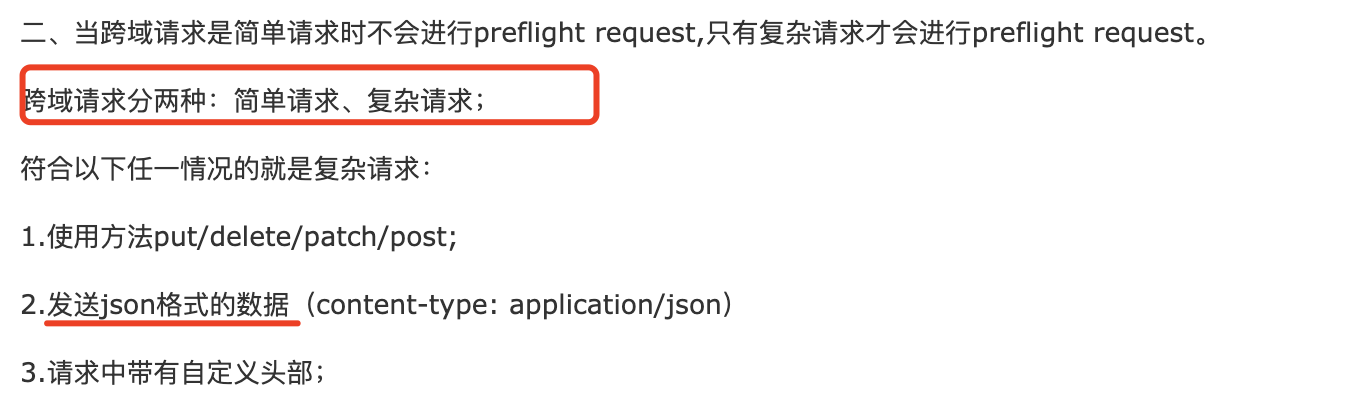 二、当跨域请求是简单请求时不会进行preflight request,只有复杂请求才会进行preflight request。
跨域请求分两种：简单请求、复杂请求；
符合以下任一情况的就是复杂请求：
1.使用方法put/delete/patch/post;
2.发送json格式的数据（content-type: application/json）
3.请求中带有自定义头部；